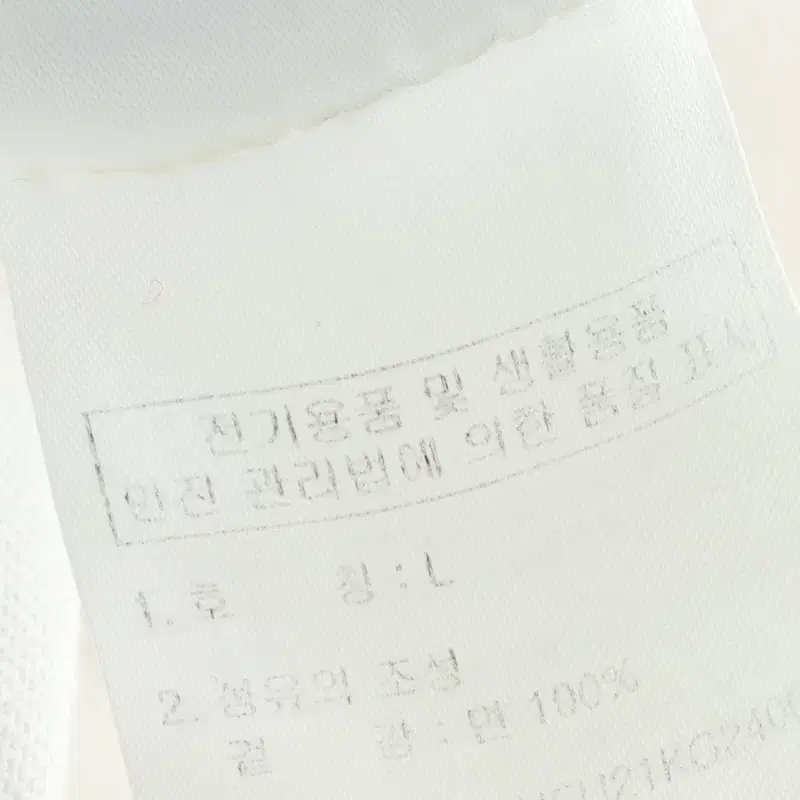 전기용품 및 생활용품
안전 관리법에 의한 품질 표시
1. 호 칭 : L
2. 섬유의 조성
겉 감 : 면 100%